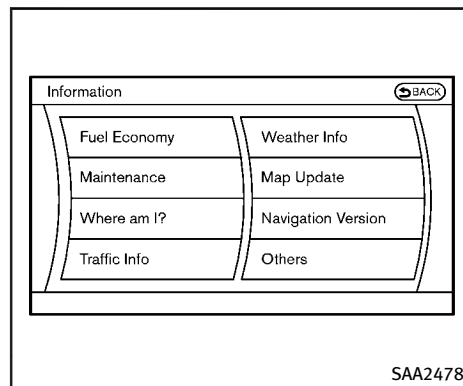 Information
BACK
Fuel Economy
Weather Info
Maintenance
Map Update
Where am I?
Navigation Version
Traffic Info
Others
SAA2478